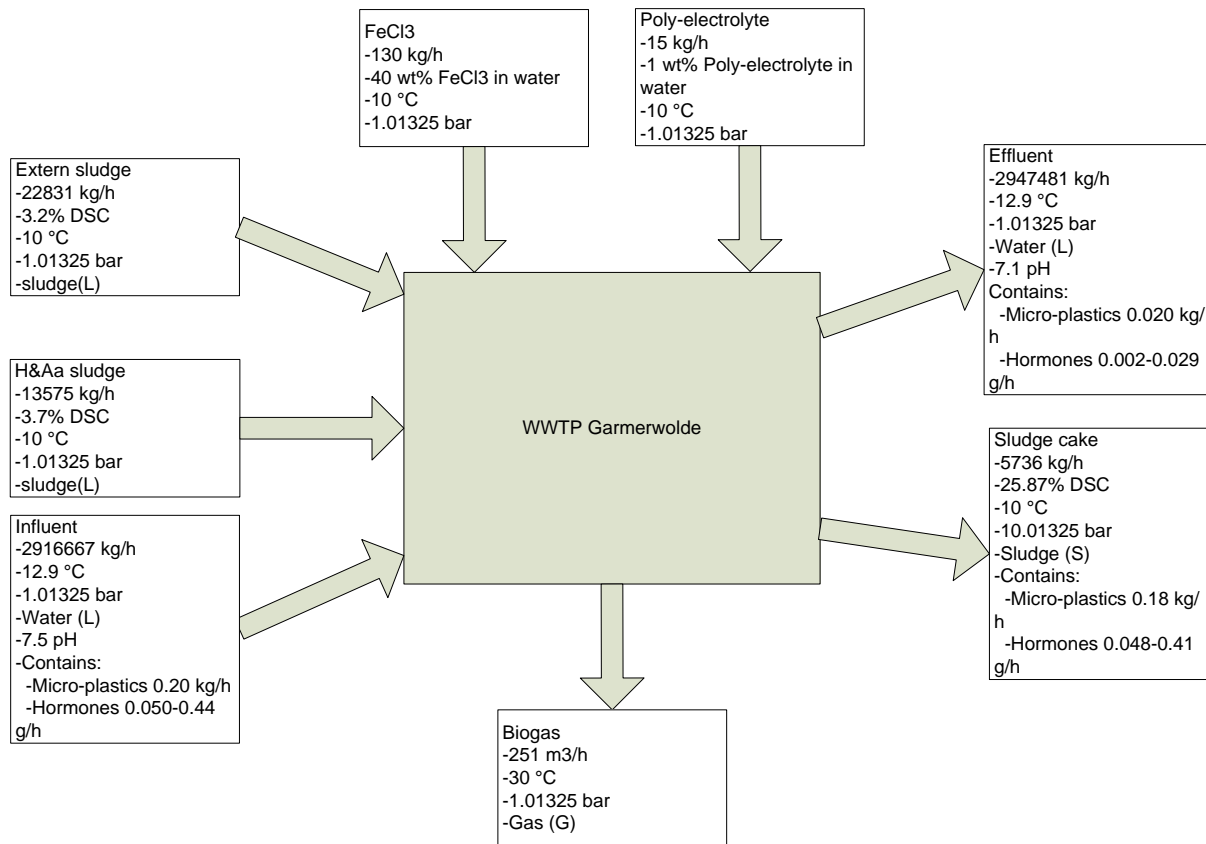 FeCl3
-130 kg/h
-40 wt% FeCl3 in water
-10 °C
-1.01325 bar
Poly-electrolyte
-15 kg/h
-1 wt% Poly-electrolyte in
water
-10 °C
-1.01325 bar
Extern sludge
-22831 kg/h
-3.2% DSC
-10 °C
-1.01325 bar
-sludge(L)
Effluent
-2947481 kg/h
-12.9 °C
-1.01325 bar
-Water (L)
-7.1 pH
Contains:
-Micro-plastics 0.020 kg/
h
-Hormones 0.002-0.029
g/h
H&Aa sludge
-13575 kg/h
-3.7% DSC
-10 °C
-1.01325 bar
-sludge(L)
WWTP Garmerwolde
Sludge cake
-5736 kg/h
-25.87% DSC
-10 °C
-10.01325 bar
-Sludge (S)
-Contains:
-Micro-plastics 0.18 kg/
h
-Hormones 0.048-0.41
g/h
Influent
-2916667 kg/h
-12.9 °C
-1.01325 bar
-Water (L)
-7.5 pH
-Contains:
-Micro-plastics 0.20 kg/h
-Hormones 0.050-0.44
g/h
Biogas
-251 m3/h
-30 °C
-1.01325 bar
-Gas (G)